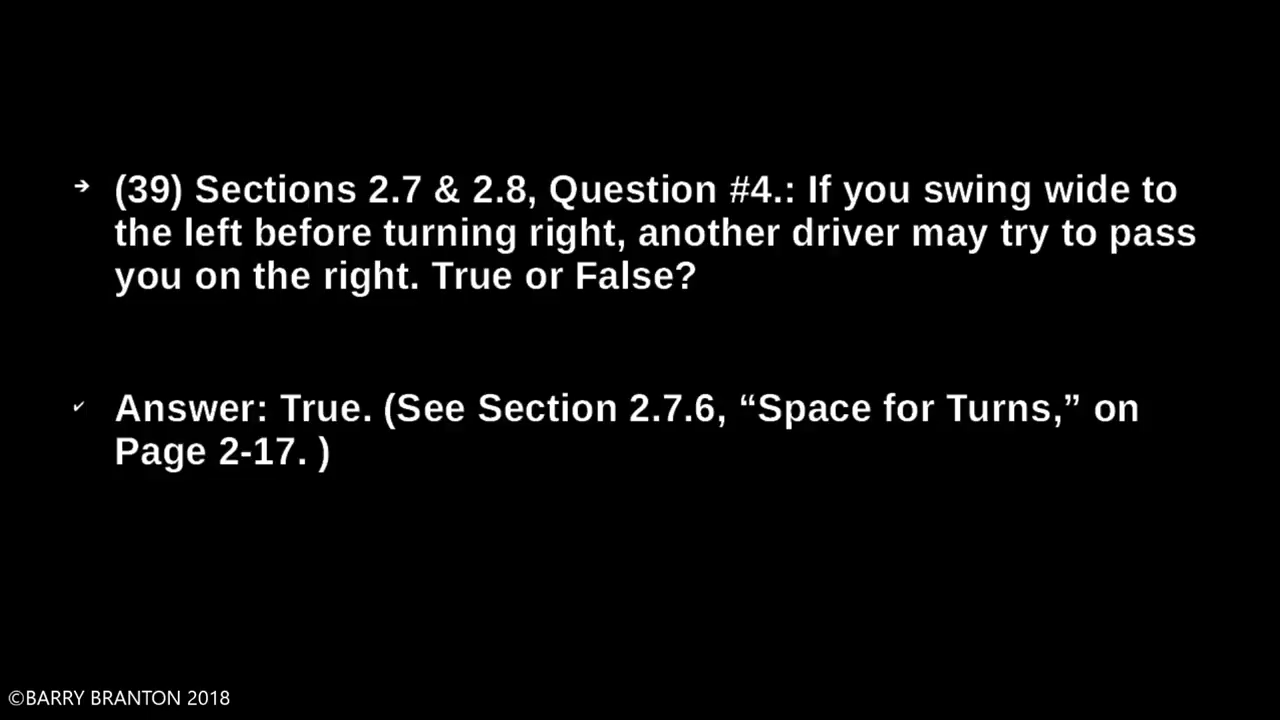 ➔ (39) Sections 2.7 & 2.8, Question #4.: If you swing wide to
the left before turning right, another driver may try to pass
you on the right. True or False?
✓ Answer: True. (See Section 2.7.6, “Space for Turns,” on
Page 2-17. )
©BARRY BRANTON 2018